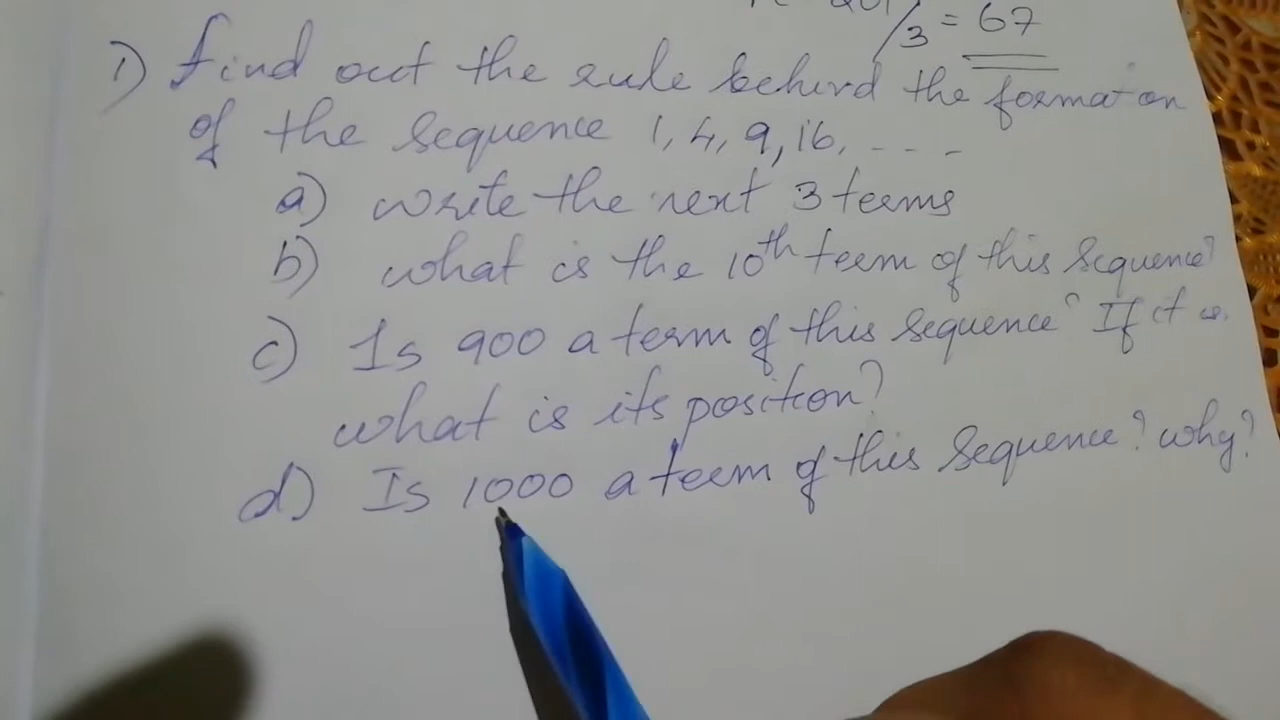 /3 = 67
1) Find out the rule behind the formation
of the sequence 1, 4, 9, 16, - - - -
a) write the next 3 terms
b) what is the 10th term of this sequence?
c) Is 900 a term of this sequence? If it is.
what is its position?
d) Is 1000 a term of this sequence? why?